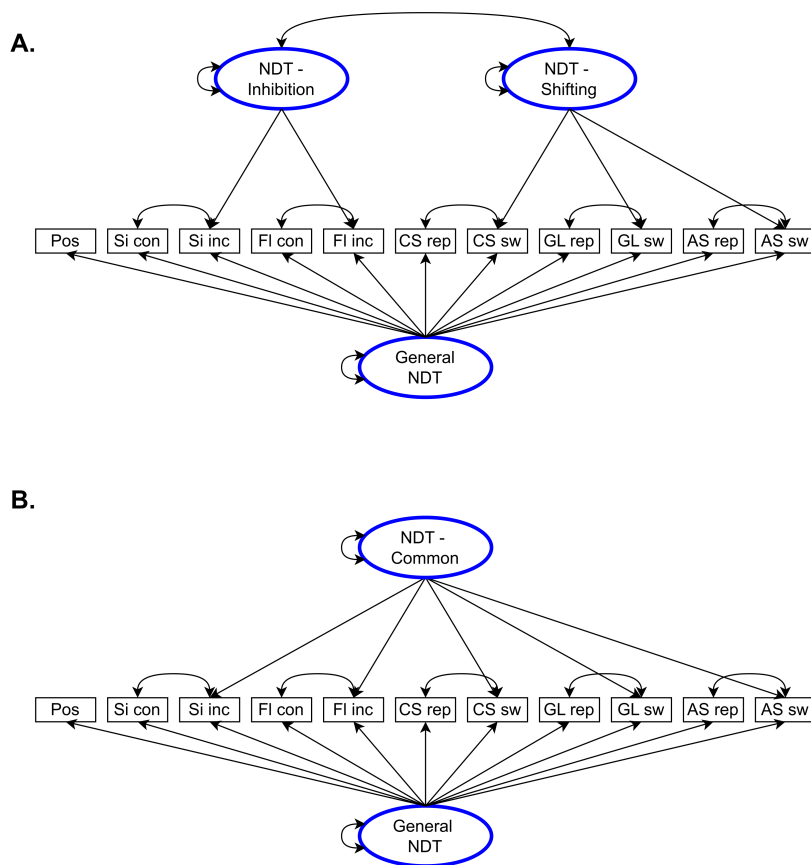 A.
NDT -
Inhibition
NDT -
Shifting
Pos
Si con
Si inc
Fl con
Fl inc
CS rep
CS sw
GL rep
GL sw
AS rep
AS sw
General
NDT
B.
NDT -
Common
Pos
Si con
Si inc
Fl con
Fl inc
CS rep
CS sw
GL rep
GL sw
AS rep
AS sw
General
NDT